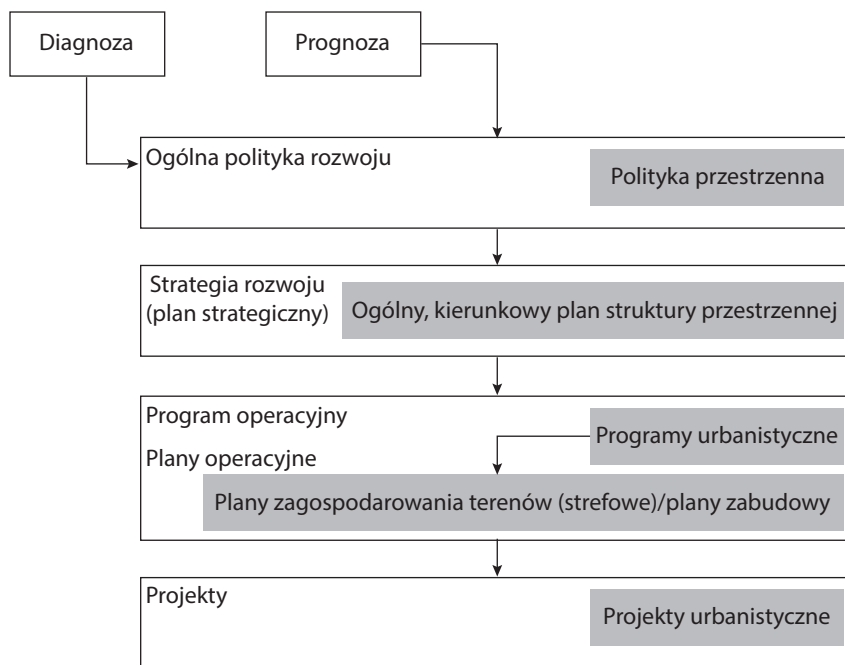 Diagnoza
Prognoza
Ogólna polityka rozwoju
Polityka przestrzenna
Strategia rozwoju
(plan strategiczny)
Ogólny, kierunkowy plan struktury przestrzennej
Program operacyjny
Programy urbanistyczne
Plany operacyjne
Plany zagospodarowania terenów (strefowe)/plany zabudowy
Projekty
Projekty urbanistyczne